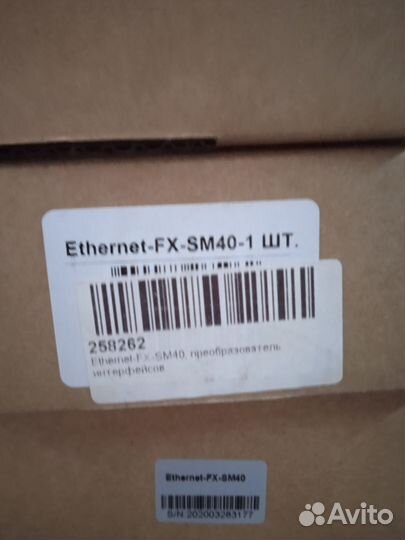 Ethernet-FX-SM40-1 ШТ.
258262
Ethernet-FX-SM40, преобразователь
интерфейсов
Ethernet-FX-SM40
S/N 202003283177
Avito